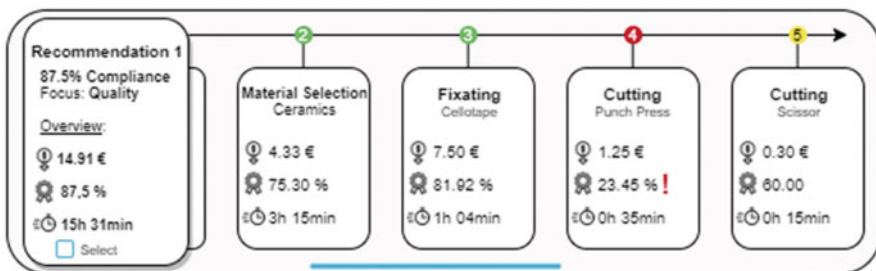 Recommendation 1
87.5% Compliance
Focus: Quality
Overview:
14.91 €
87,5 %
15h 31min
Select
2
Material Selection
Ceramics
4.33 €
75.30 %
3h 15min
3
Fixating
Cellotape
7.50 €
81.92 %
1h 04min
4
Cutting
Punch Press
1.25 €
23.45 % !
0h 35min
5
Cutting
Scissor
0.30 €
60.00
0h 15min